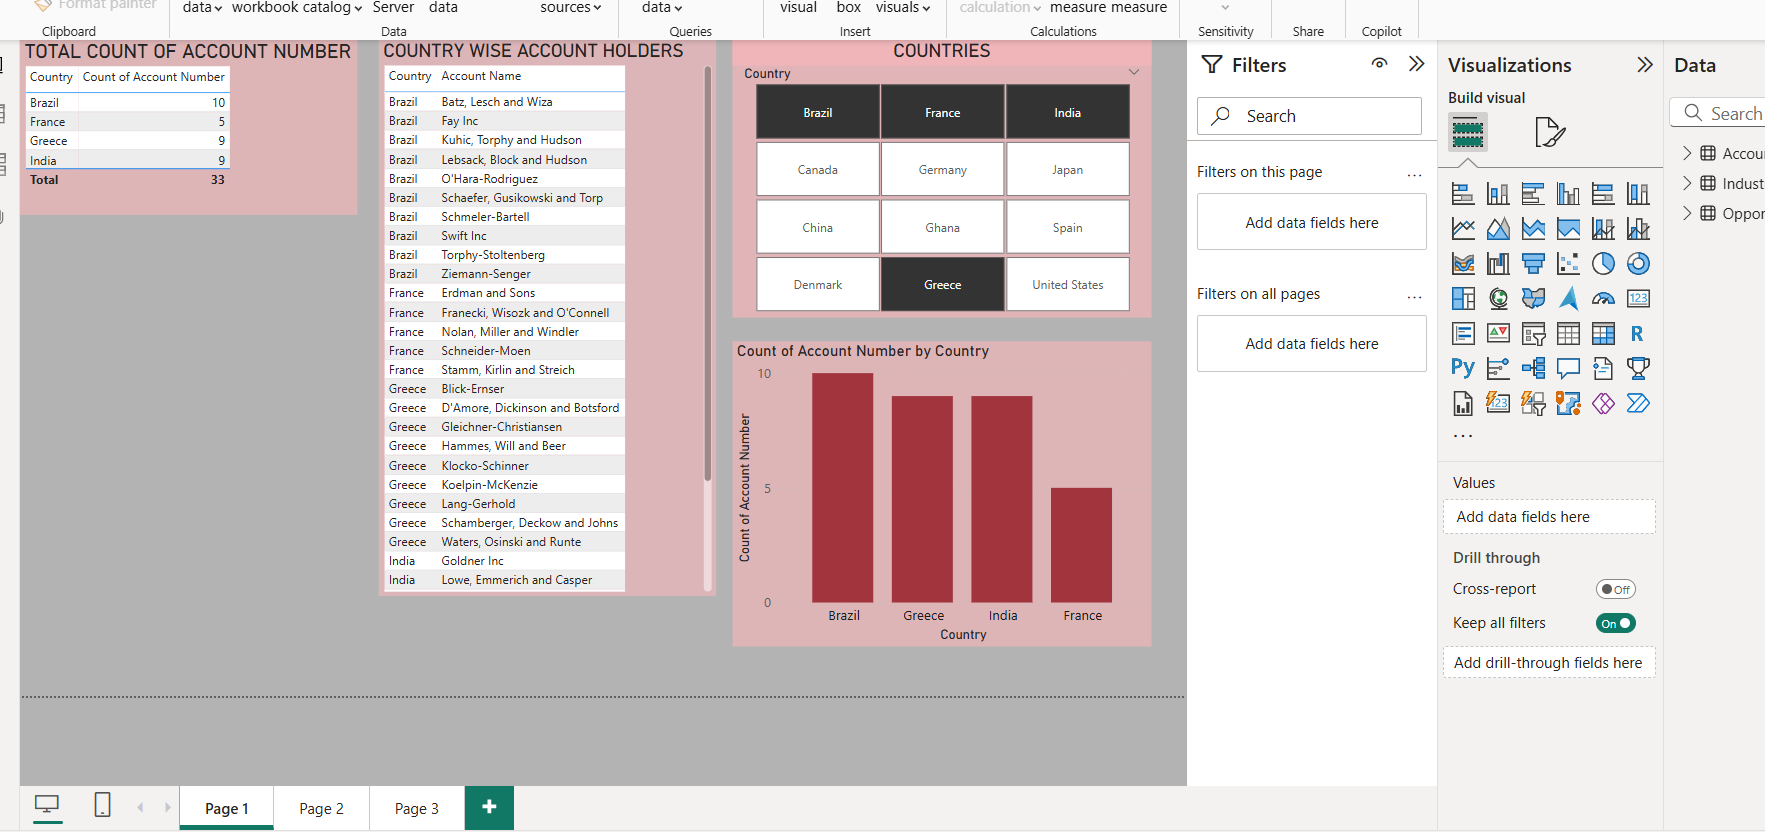 Format painter
data workbook catalog Server data
sources
data
visual box visuals
calculation measure measure
Clipboard
Data
Queries
Insert
Calculations
Sensitivity
Share
Copilot
TOTAL COUNT OF ACCOUNT NUMBER
Country Count of Account Number
Brazil 10
France 5
Greece 9
India 9
Total 33
COUNTRY WISE ACCOUNT HOLDERS
Country Account Name
Brazil Batz, Lesch and Wiza
Brazil Fay Inc
Brazil Kuhic, Torphy and Hudson
Brazil Lebsack, Block and Hudson
Brazil O'Hara-Rodriguez
Brazil Schaefer, Gusikowski and Torp
Brazil Schmeler-Bartell
Brazil Swift Inc
Brazil Torphy-Stoltenberg
Brazil Ziemann-Senger
France Erdman and Sons
France Franecki, Wisozk and O'Connell
France Nolan, Miller and Windler
France Schneider-Moen
France Stamm, Kirlin and Streich
Greece Blick-Ernser
Greece D'Amore, Dickinson and Botsford
Greece Gleichner-Christiansen
Greece Hammes, Will and Beer
Greece Klocko-Schinner
Greece Koelpin-McKenzie
Greece Lang-Gerhold
Greece Schamberger, Deckow and Johns
Greece Waters, Osinski and Runte
India Goldner Inc
India Lowe, Emmerich and Casper
COUNTRIES
Country
Brazil France India
Canada Germany Japan
China Ghana Spain
Denmark Greece United States
Count of Account Number by Country
Count of Account Number
10
5
0
Brazil Greece India France
Country
Filters
Search
Filters on this page ...
Add data fields here
Filters on all pages ...
Add data fields here
Visualizations
Build visual
123
R
Py
123
...
Values
Add data fields here
Drill through
Cross-report Off
Keep all filters On
Add drill-through fields here
Data
Search
Accou
Indust
Oppor
Page 1 Page 2 Page 3 +